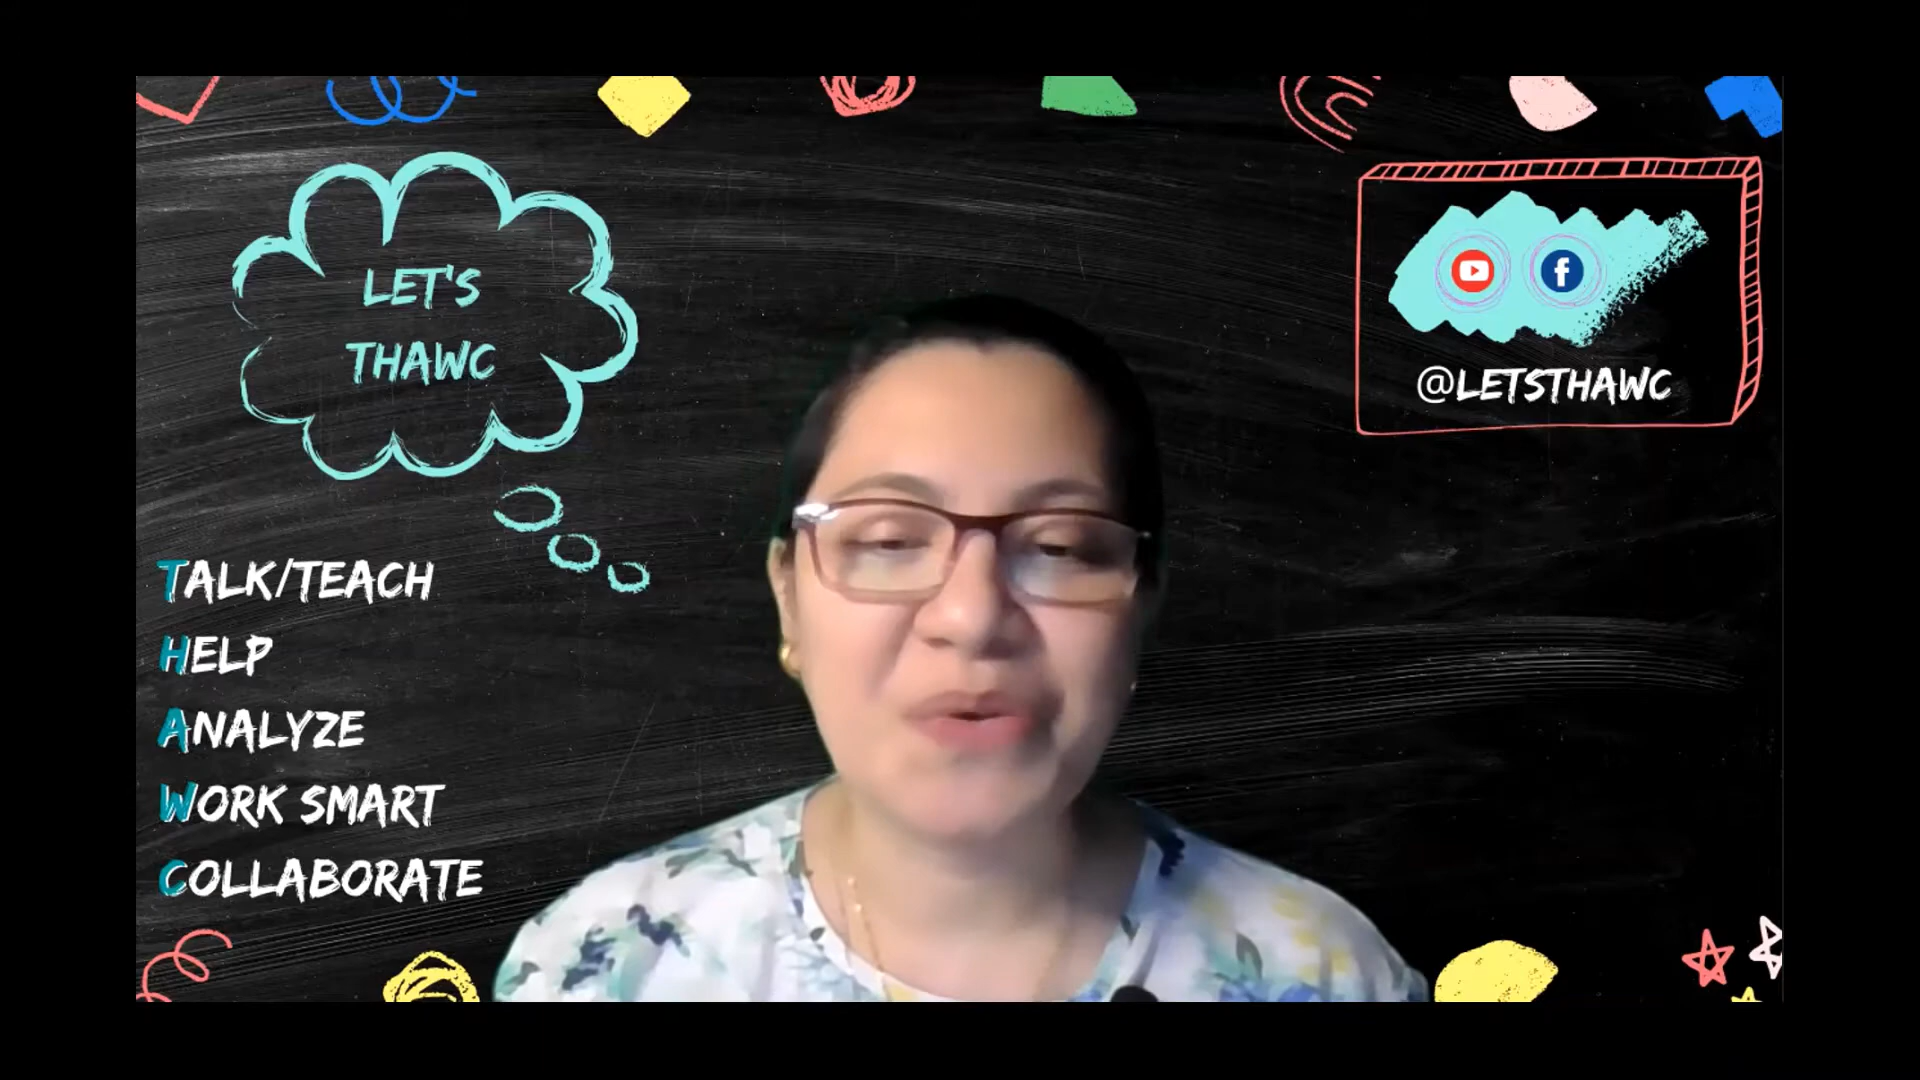 LET'S
THAWC
@LETSTHAWC
TALK/TEACH
HELP
ANALYZE
WORK SMART
COLLABORATE